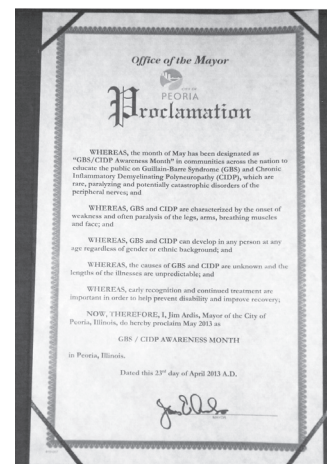 Office of the Mayor
CITY OF
PEORIA
Proclamation
WHEREAS, the month of May has been designated as
"GBS/CIDP Awareness Month" in communities across the nation to
educate the public on Guillain-Barre Syndrome (GBS) and Chronic
Inflammatory Demyelinating Polyneuropathy (CIDP), which are
rare, paralyzing and potentially catastrophic disorders of the
peripheral nerves; and
WHEREAS, GBS and CIDP are characterized by the onset of
weakness and often paralysis of the legs, arms, breathing muscles
and face; and
WHEREAS, GBS and CIDP can develop in any person at any
age regardless of gender or ethnic background; and
WHEREAS, the causes of GBS and CIDP are unknown and the
lengths of the illnesses are unpredictable; and
WHEREAS, early recognition and continued treatment are
important in order to help prevent disability and improve recovery;
NOW, THEREFORE, I, Jim Ardis, Mayor of the City of
Peoria, Illinois, do hereby proclaim May 2013 as
GBS / CIDP AWARENESS MONTH
in Peoria, Illinois.
Dated this 23rd day of April 2013 A.D.